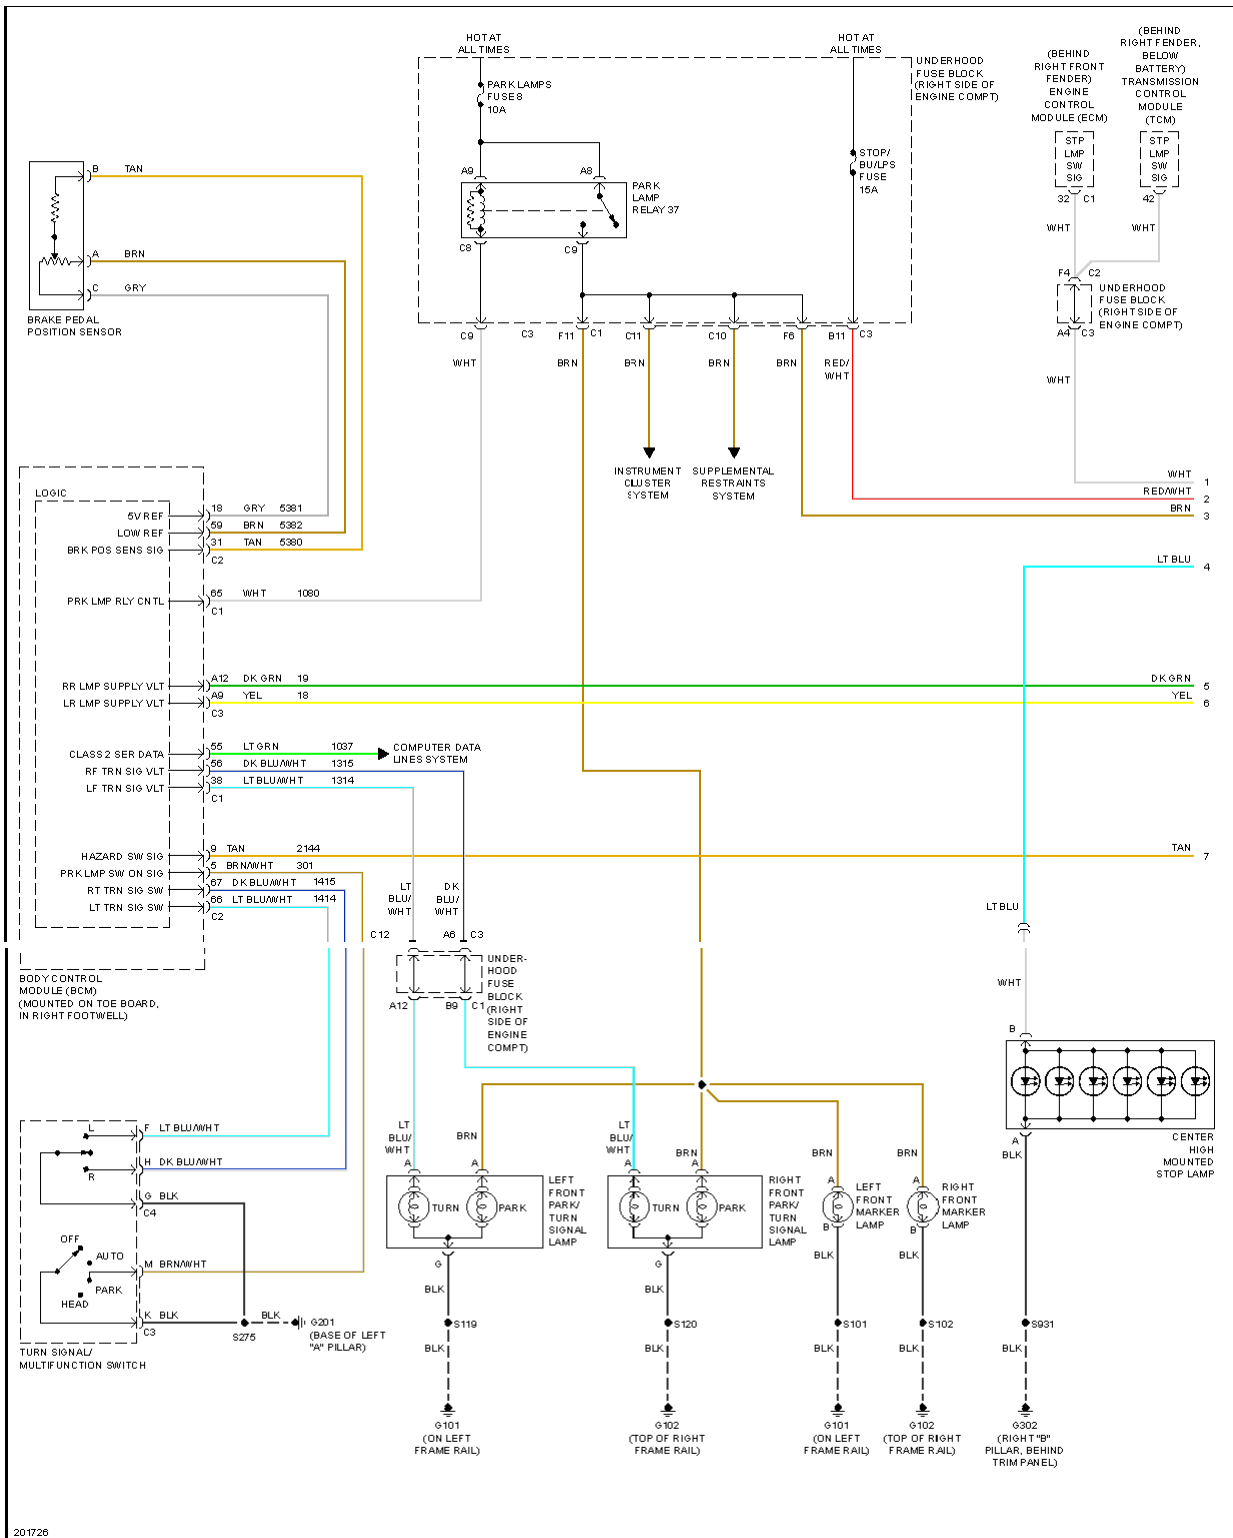 HOT AT
ALL TIMES
HOT AT
ALL TIMES
UNDERHOOD
FUSE BLOCK
(RIGHT SIDE OF
ENGINE COMPT)
PARK LAMPS
FUSE 8
10A
STOP/
BU/LPS
FUSE
15A
A9
A8
PARK
LAMP
RELAY 37
C8
C9
(BEHIND
RIGHT FRONT
FENDER)
ENGINE
CONTROL
MODULE (ECM)
(BEHIND
RIGHT FENDER,
BELOW
BATTERY)
TRANSMISSION
CONTROL
MODULE
(TCM)
STP
LMP
SW
SIG
STP
LMP
SW
SIG
32
C1
42
WHT
WHT
F4
C2
UNDERHOOD
FUSE BLOCK
(RIGHT SIDE OF
ENGINE COMPT)
A4
C3
WHT
B
TAN
A
BRN
C
GRY
BRAKE PEDAL
POSITION SENSOR
C9
C3
F11
C1
C11
C10
F6
B11
C3
WHT
BRN
BRN
BRN
BRN
RED/
WHT
INSTRUMENT
CLUSTER
SYSTEM
SUPPLEMENTAL
RESTRAINTS
SYSTEM
WHT
1
RED/WHT
2
BRN
3
LT BLU
4
DK GRN
5
YEL
6
TAN
7
LOGIC
5V REF
18
GRY
5381
LOW REF
59
BRN
5382
BRK POS SENS SIG
31
TAN
5380
C2
PRK LMP RLY CNTL
65
WHT
1080
C1
RR LMP SUPPLY VLT
A12
DK GRN
19
LR LMP SUPPLY VLT
A9
YEL
18
C3
CLASS 2 SER DATA
55
LT GRN
1037
COMPUTER DATA
LINES SYSTEM
RF TRN SIG VLT
56
DK BLU/WHT
1315
LF TRN SIG VLT
38
LT BLU/WHT
1314
C1
HAZARD SW SIG
9
TAN
2144
PRK LMP SW ON SIG
5
BRN/WHT
301
RT TRN SIG SW
67
DK BLU/WHT
1415
LT TRN SIG SW
66
LT BLU/WHT
1414
C2
BODY CONTROL
MODULE (BCM)
(MOUNTED ON TOE BOARD,
IN RIGHT FOOTWELL)
LT
BLU/
WHT
DK
BLU/
WHT
C12
A6
C3
UNDER-
HOOD
FUSE
BLOCK
(RIGHT
SIDE OF
ENGINE
COMPT)
A12
B9
C1
LT BLU
WHT
B
A
BLK
CENTER
HIGH
MOUNTED
STOP LAMP
L
F
LT BLU/WHT
R
H
DK BLU/WHT
G
BLK
C4
OFF
AUTO
PARK
HEAD
M
BRN/WHT
K
BLK
C3
TURN SIGNAL/
MULTIFUNCTION SWITCH
S275
BLK
G201
(BASE OF LEFT
"A" PILLAR)
LT
BLU/
WHT
BRN
A
A
TURN
PARK
LEFT
FRONT
PARK/
TURN
SIGNAL
LAMP
G
BLK
S119
BLK
G101
(ON LEFT
FRAME RAIL)
LT
BLU/
WHT
BRN
A
A
TURN
PARK
RIGHT
FRONT
PARK/
TURN
SIGNAL
LAMP
G
BLK
S120
BLK
G102
(TOP OF RIGHT
FRAME RAIL)
BRN
A
LEFT
FRONT
MARKER
LAMP
B
BLK
S101
BLK
G101
(ON LEFT
FRAME RAIL)
BRN
A
RIGHT
FRONT
MARKER
LAMP
B
BLK
S102
BLK
G102
(TOP OF RIGHT
FRAME RAIL)
S931
BLK
G302
(RIGHT "B"
PILLAR, BEHIND
TRIM PANEL)
201726